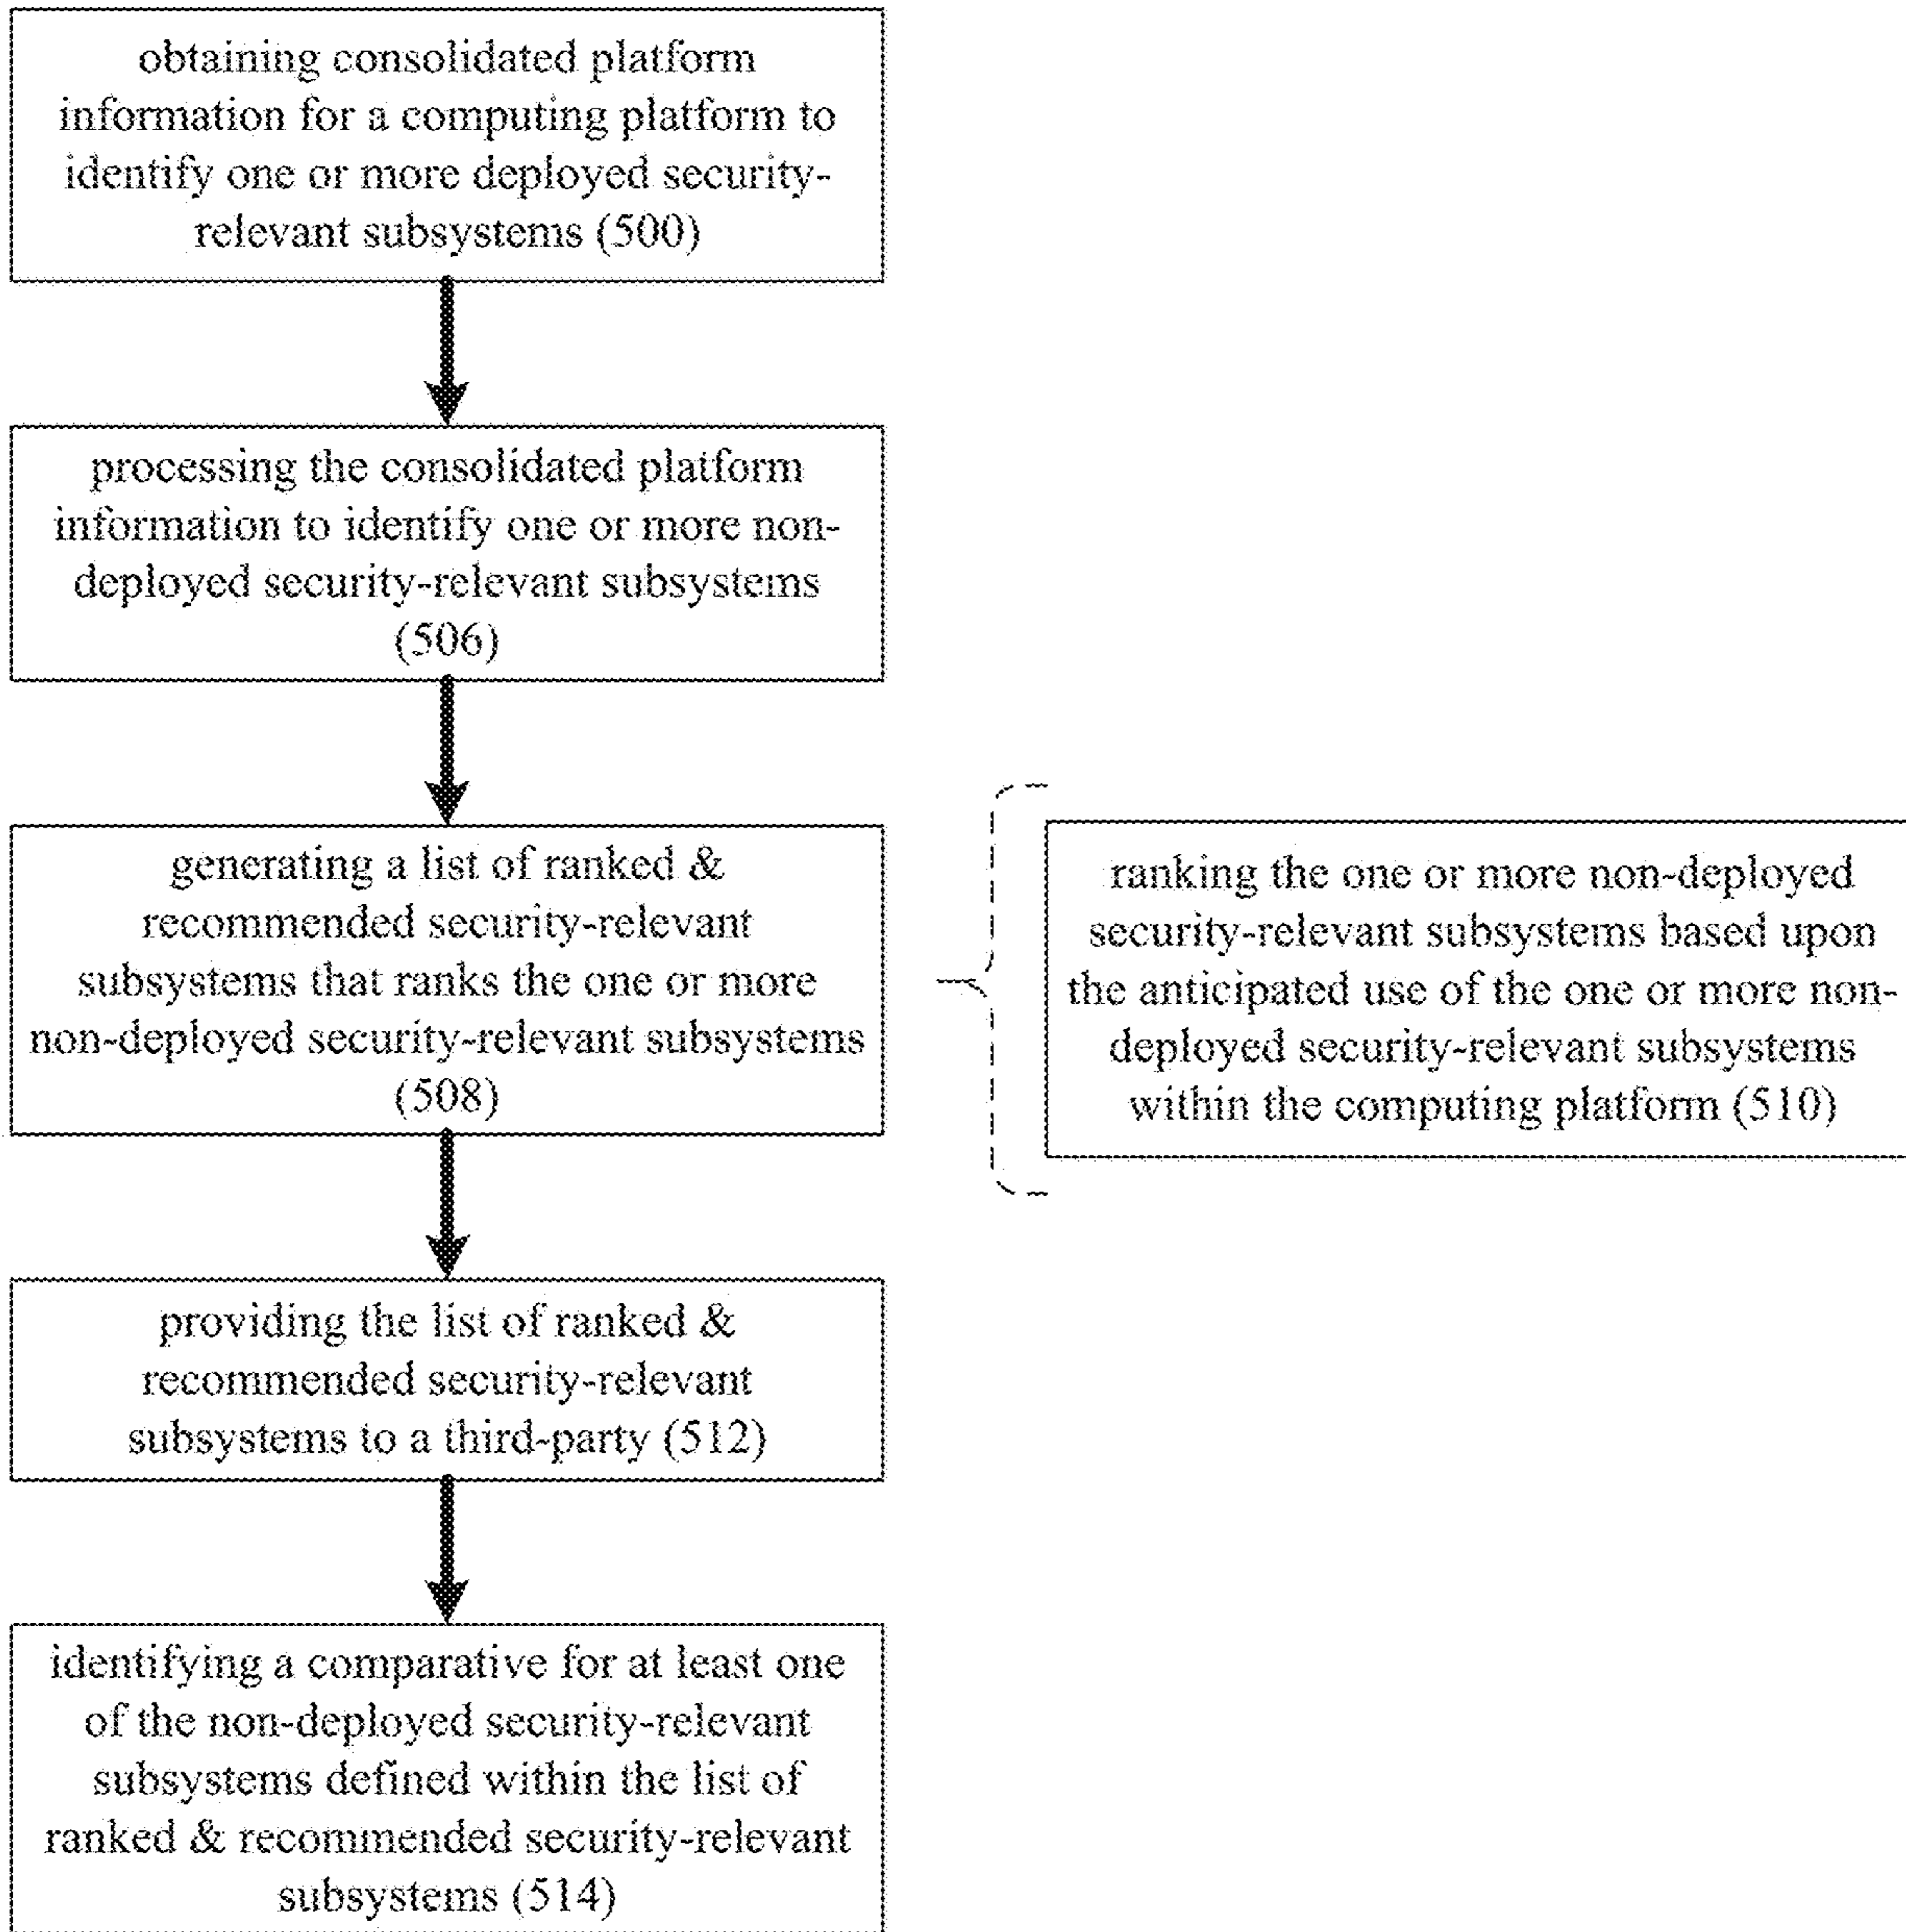 obtaining consolidated platform
information for a computing platform to
identify one or more deployed security-
relevant subsystems (500)
processing the consolidated platform
information to identify one or more non-
deployed security-relevant subsystems
(506)
generating a list of ranked &
recommended security-relevant
subsystems that ranks the one or more
non-deployed security-relevant subsystems
(508)
ranking the one or more non-deployed
security-relevant subsystems based upon
the anticipated use of the one or more non-
deployed security-relevant subsystems
within the computing platform (510)
providing the list of ranked &
recommended security-relevant
subsystems to a third-party (512)
identifying a comparative for at least one
of the non-deployed security-relevant
subsystems defined within the list of
ranked & recommended security-relevant
subsystems (514)